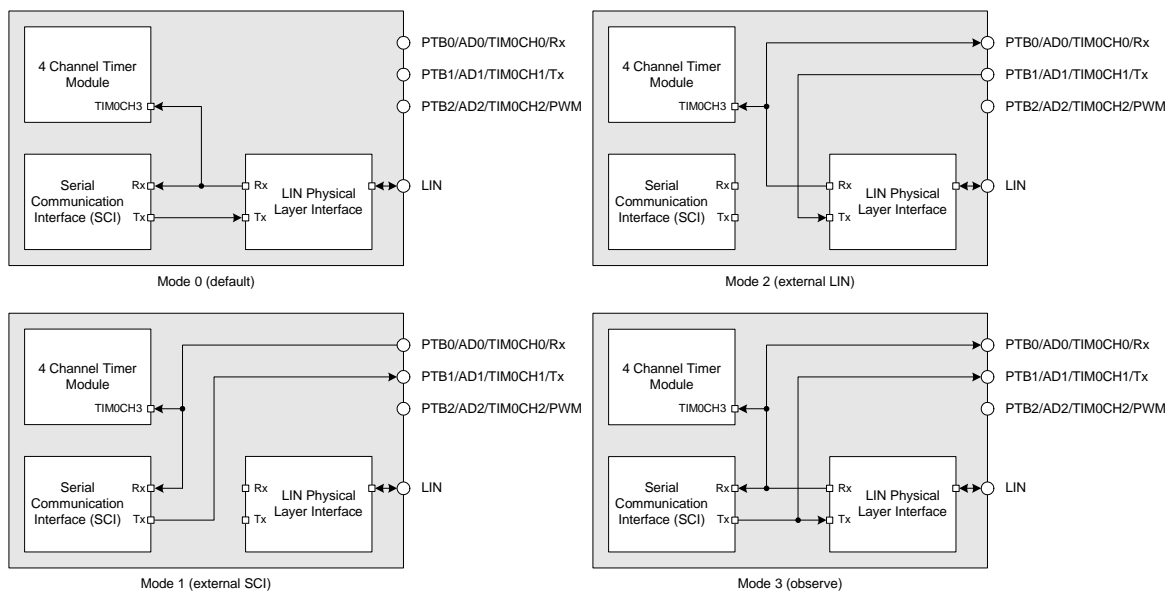 4 Channel Timer
Module
TIM0CH3
Serial
Communication
Interface (SCI)
Rx
Tx
Rx
Tx
LIN Physical
Layer Interface
PTB0/AD0/TIM0CH0/Rx
PTB1/AD1/TIM0CH1/Tx
PTB2/AD2/TIM0CH2/PWM
LIN
Mode 0 (default)
4 Channel Timer
Module
TIM0CH3
Serial
Communication
Interface (SCI)
Rx
Tx
Rx
Tx
LIN Physical
Layer Interface
PTB0/AD0/TIM0CH0/Rx
PTB1/AD1/TIM0CH1/Tx
PTB2/AD2/TIM0CH2/PWM
LIN
Mode 2 (external LIN)
4 Channel Timer
Module
TIM0CH3
Serial
Communication
Interface (SCI)
Rx
Tx
Rx
Tx
LIN Physical
Layer Interface
PTB0/AD0/TIM0CH0/Rx
PTB1/AD1/TIM0CH1/Tx
PTB2/AD2/TIM0CH2/PWM
LIN
Mode 1 (external SCI)
4 Channel Timer
Module
TIM0CH3
Serial
Communication
Interface (SCI)
Rx
Tx
Rx
Tx
LIN Physical
Layer Interface
PTB0/AD0/TIM0CH0/Rx
PTB1/AD1/TIM0CH1/Tx
PTB2/AD2/TIM0CH2/PWM
LIN
Mode 3 (observe)